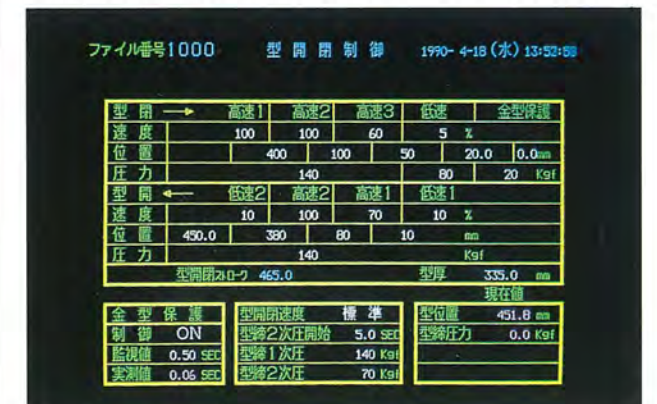 ファイル番号1000 型開閉制御 1990- 4-18 (水) 13:52:58
型閉 → 高速1 高速2 高速3 低速 金型保護
速度 100 100 60 5 %
位置 400 100 50 20.0 0.0mm
圧力 140 80 20 Kgf
型開 ← 低速2 高速2 高速1 低速1
速度 10 100 70 10 %
位置 450.0 380 80 10 mm
圧力 140 Kgf
型開閉ストローク 465.0 型厚 335.0 mm
現在値
金型保護 型開閉速度 標準 型位置 451.8 mm
制御 ON 型締2次圧開始 5.0 SEC 型締圧力 0.0 Kgf
監視値 0.50 SEC 型締1次圧 140 Kgf
実測値 0.06 SEC 型締2次圧 70 Kgf